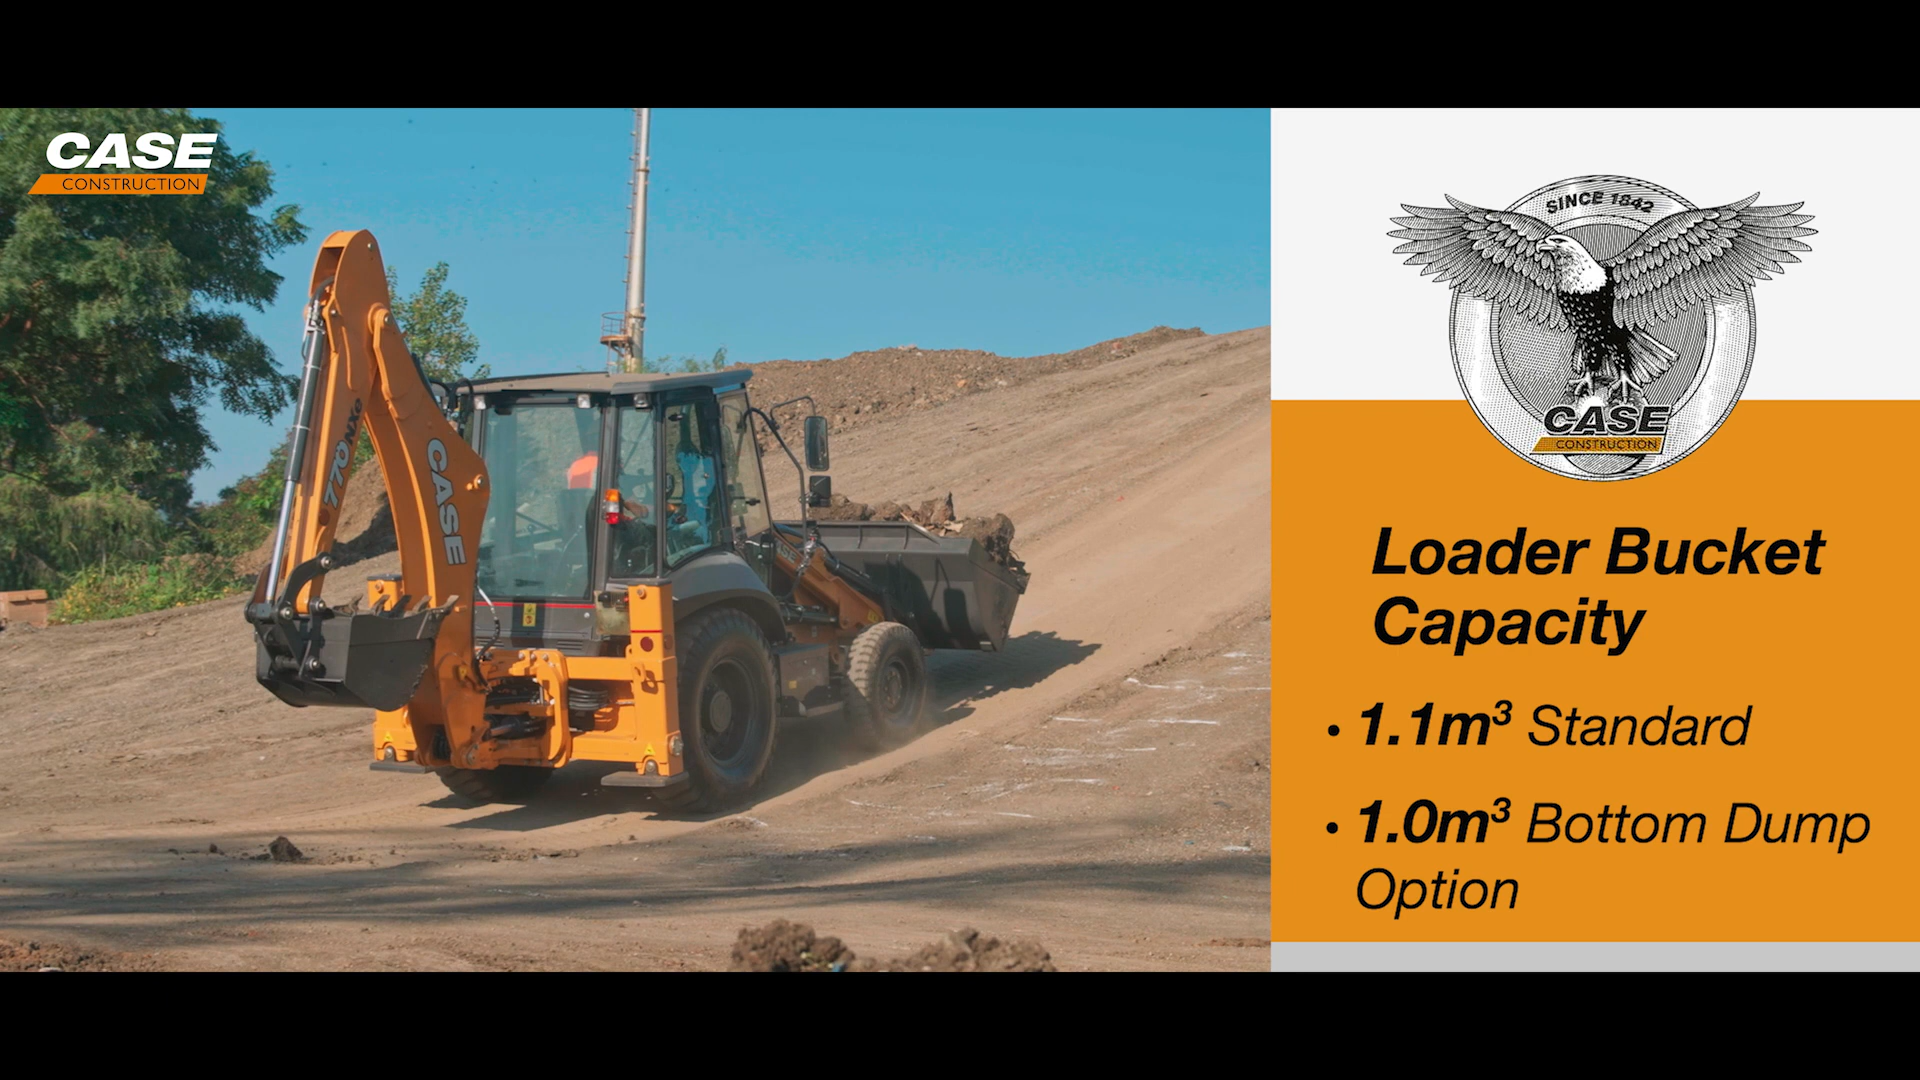 CASE
CONSTRUCTION
770NXe
CASE
SINCE 1842
CASE
CONSTRUCTION
Loader Bucket
Capacity
• 1.1m³ Standard
• 1.0m³ Bottom Dump
Option